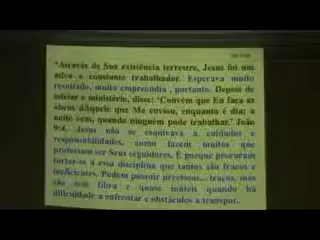 "Através de Sua existência terrestre, Jesus foi um
ativo e constante trabalhador. Esperava muito
resultado, muito empreendia , portanto. Depois de
iniciar o ministério, disse: 'Convém que Eu faça as
obras dAquele que Me enviou, enquanto é dia; a
noite vem, quando ninguém pode trabalhar.' João
9:4. Jesus não se esquivava a cuidados e
responsabilidades, como fazem muitos que
professam ser Seus seguidores. É porque procuram
furtar-se a essa disciplina que tantos são fracos e
ineficientes. Podem possuir preciosos... traços, mas
são sem fibra e quase inúteis quando há
dificuldade a enfrentar e obstáculos a transpor..